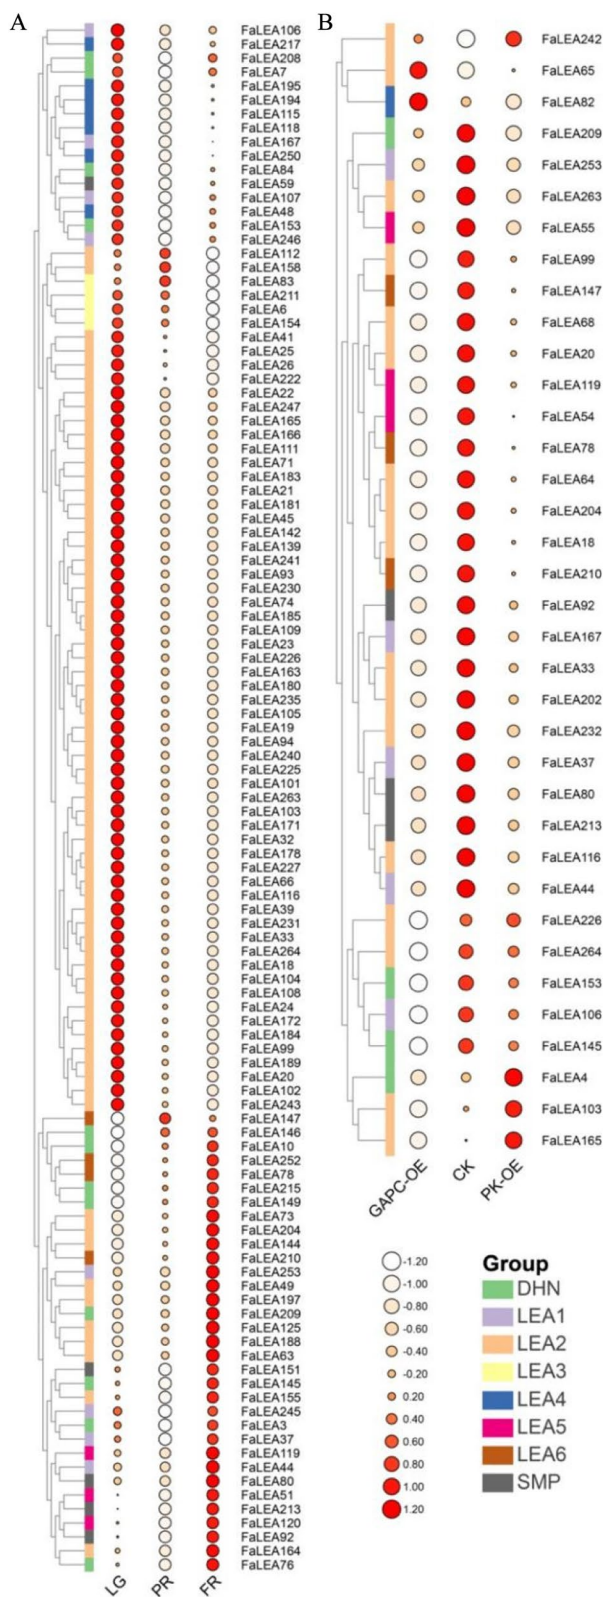 A
FaLEA106
FaLEA217
FaLEA208
FaLEA7
FaLEA195
FaLEA194
FaLEA115
FaLEA118
FaLEA167
FaLEA250
FaLEA84
FaLEA59
FaLEA107
FaLEA48
FaLEA153
FaLEA246
FaLEA112
FaLEA158
FaLEA83
FaLEA211
FaLEA6
FaLEA154
FaLEA41
FaLEA25
FaLEA26
FaLEA222
FaLEA22
FaLEA247
FaLEA165
FaLEA166
FaLEA111
FaLEA71
FaLEA183
FaLEA21
FaLEA181
FaLEA45
FaLEA142
FaLEA139
FaLEA241
FaLEA93
FaLEA230
FaLEA74
FaLEA185
FaLEA109
FaLEA23
FaLEA226
FaLEA163
FaLEA180
FaLEA235
FaLEA105
FaLEA19
FaLEA94
FaLEA240
FaLEA225
FaLEA101
FaLEA263
FaLEA103
FaLEA171
FaLEA32
FaLEA178
FaLEA227
FaLEA66
FaLEA116
FaLEA39
FaLEA231
FaLEA33
FaLEA264
FaLEA18
FaLEA104
FaLEA108
FaLEA24
FaLEA172
FaLEA184
FaLEA99
FaLEA189
FaLEA20
FaLEA102
FaLEA243
FaLEA147
FaLEA146
FaLEA10
FaLEA252
FaLEA78
FaLEA215
FaLEA149
FaLEA73
FaLEA204
FaLEA144
FaLEA210
FaLEA253
FaLEA49
FaLEA197
FaLEA209
FaLEA125
FaLEA188
FaLEA63
FaLEA151
FaLEA145
FaLEA155
FaLEA245
FaLEA3
FaLEA37
FaLEA119
FaLEA44
FaLEA80
FaLEA51
FaLEA213
FaLEA120
FaLEA92
FaLEA164
FaLEA76
LG PR FR
B
FaLEA242
FaLEA65
FaLEA82
FaLEA209
FaLEA253
FaLEA263
FaLEA55
FaLEA99
FaLEA147
FaLEA68
FaLEA20
FaLEA119
FaLEA54
FaLEA78
FaLEA64
FaLEA204
FaLEA18
FaLEA210
FaLEA92
FaLEA167
FaLEA33
FaLEA202
FaLEA232
FaLEA37
FaLEA80
FaLEA213
FaLEA116
FaLEA44
FaLEA226
FaLEA264
FaLEA153
FaLEA106
FaLEA145
FaLEA4
FaLEA103
FaLEA165
GAPC-OE CK PK-OE
-1.20
-1.00
-0.80
-0.60
-0.40
-0.20
0.20
0.40
0.60
0.80
1.00
1.20
Group
DHN
LEA1
LEA2
LEA3
LEA4
LEA5
LEA6
SMP